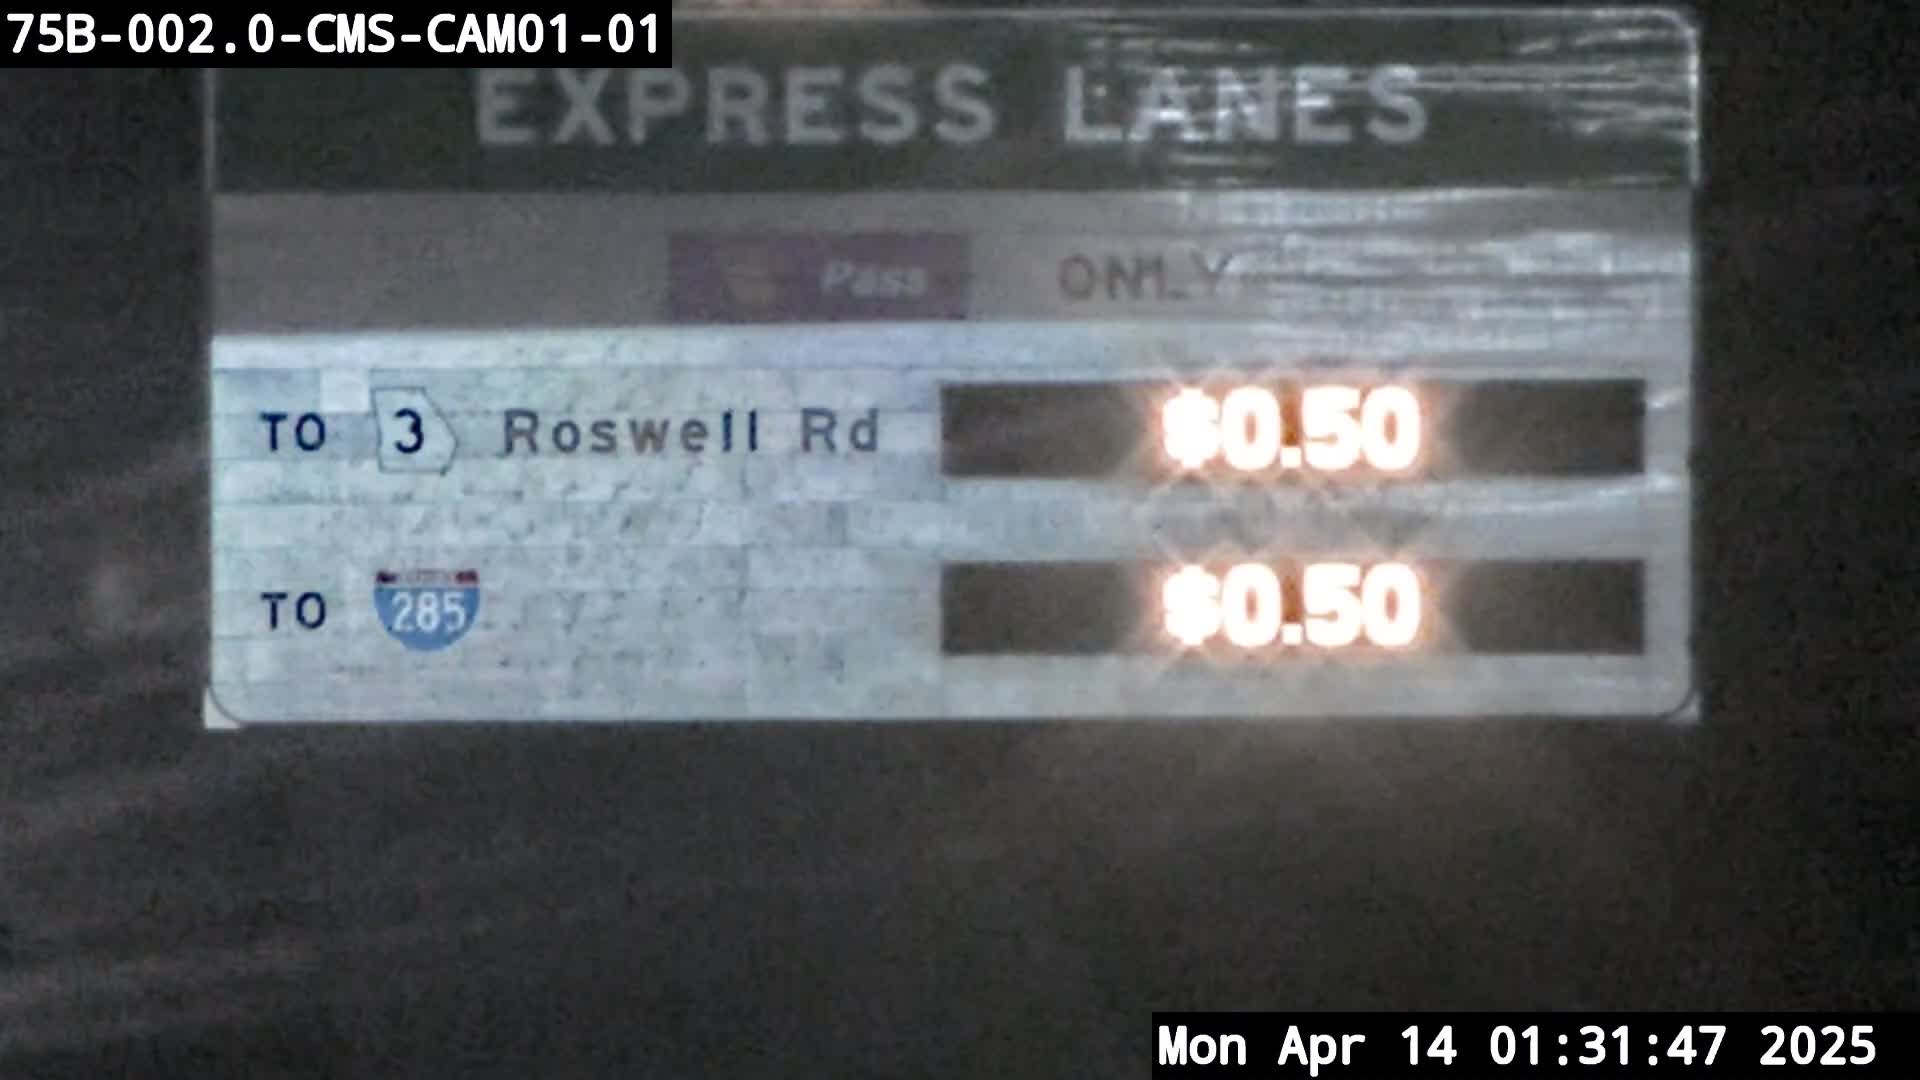 75B-002.0-CMS-CAM01-01
EXPRESS LANES
Pass ONLY
TO 3 Roswell Rd $0.50
TO 285 $0.50
Mon Apr 14 01:31:47 2025